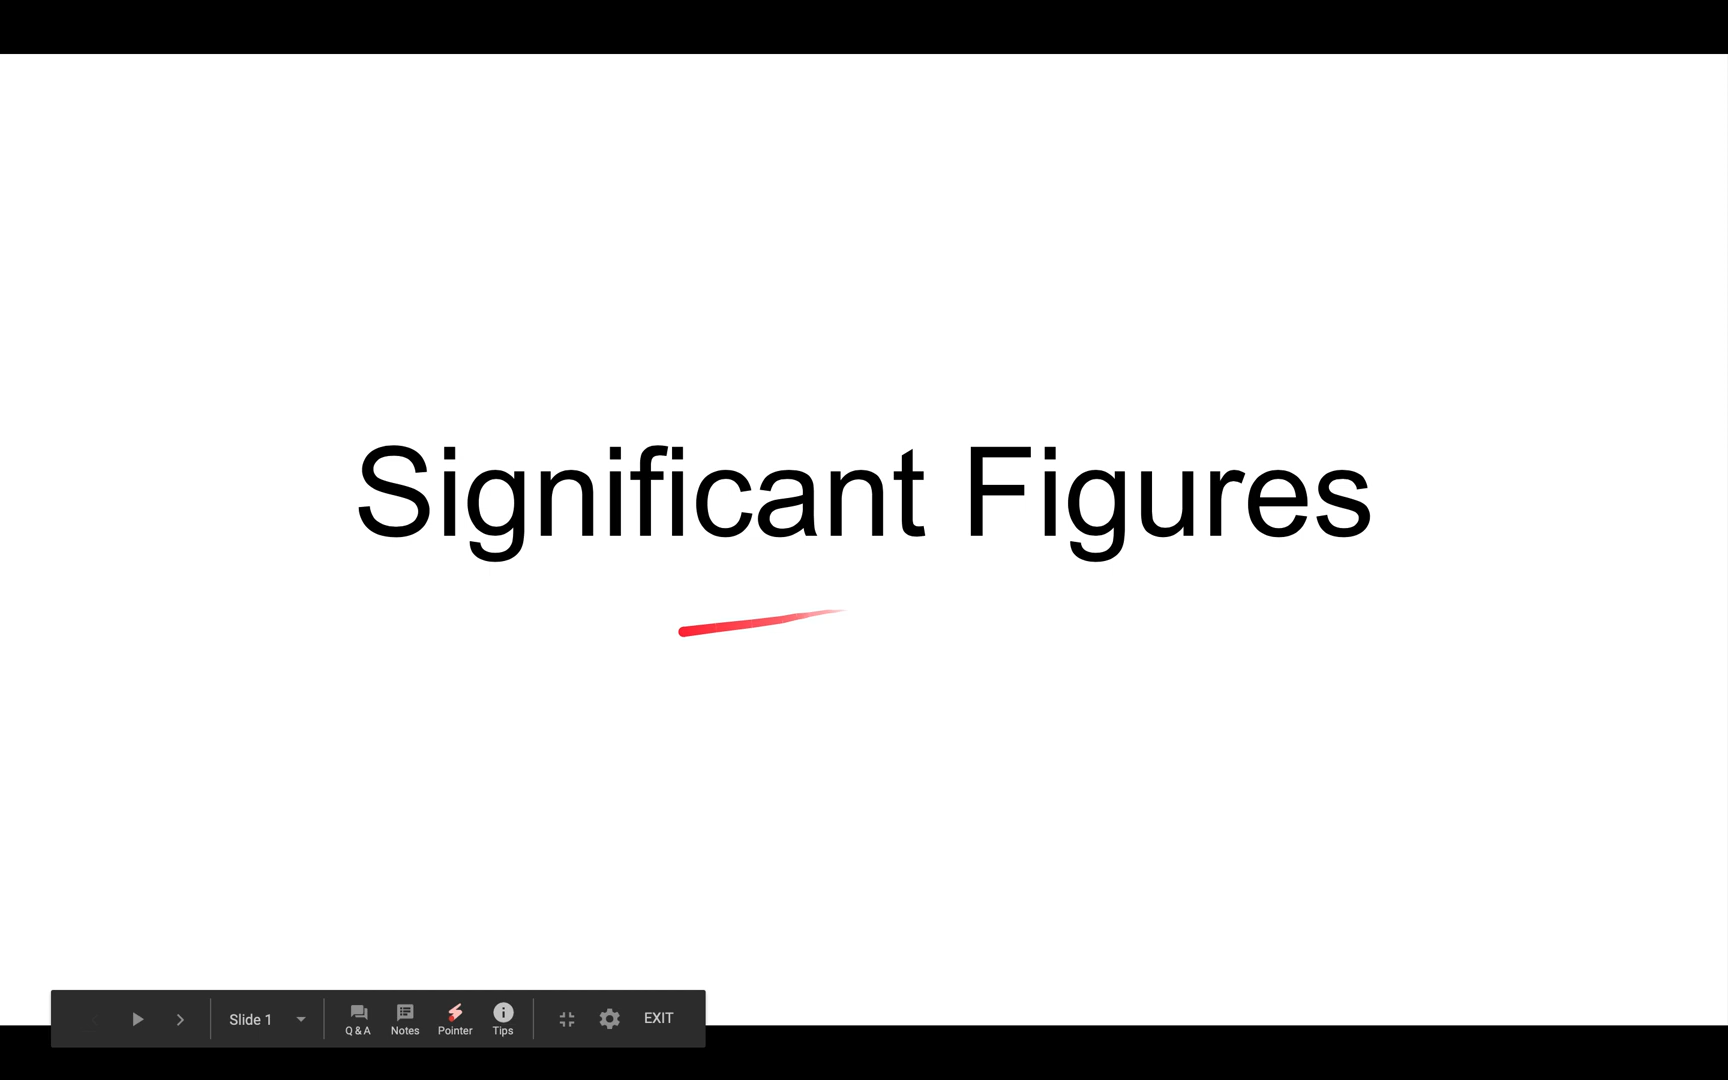 Significant Figures
Slide 1
Q & A
Notes
Pointer
Tips
EXIT